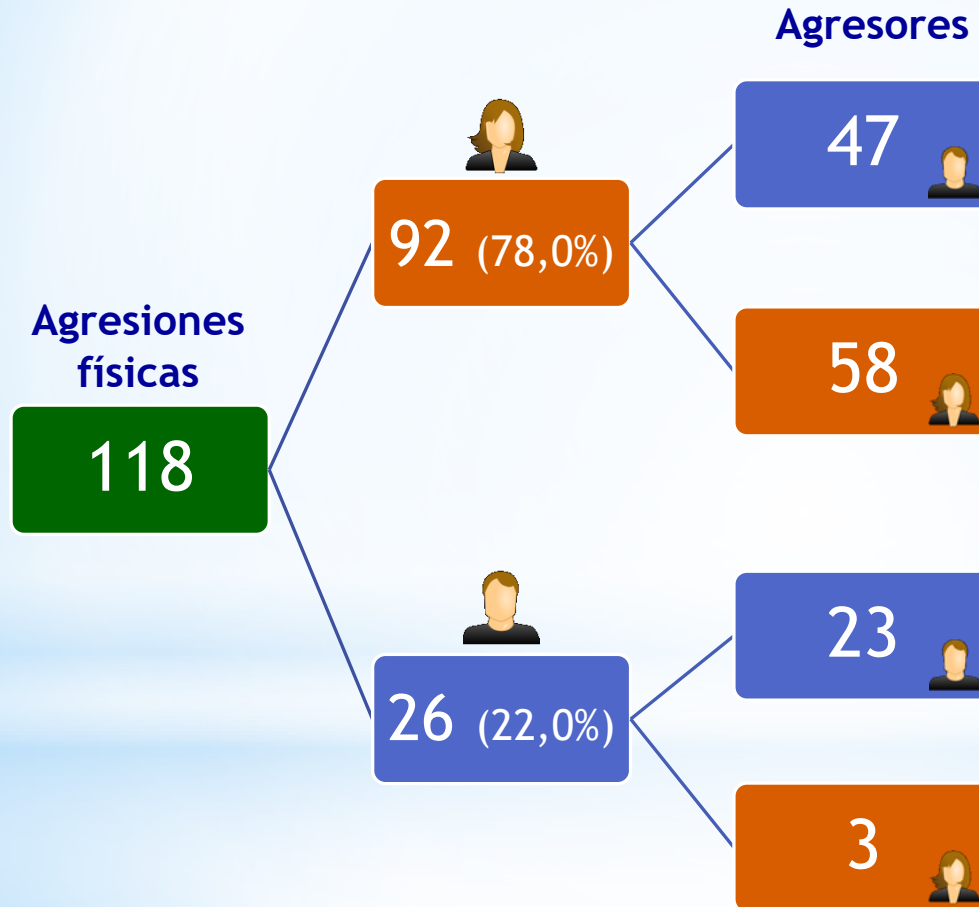 Agresores
47
92 (78,0%)
58
Agresiones
físicas
118
23
26 (22,0%)
3